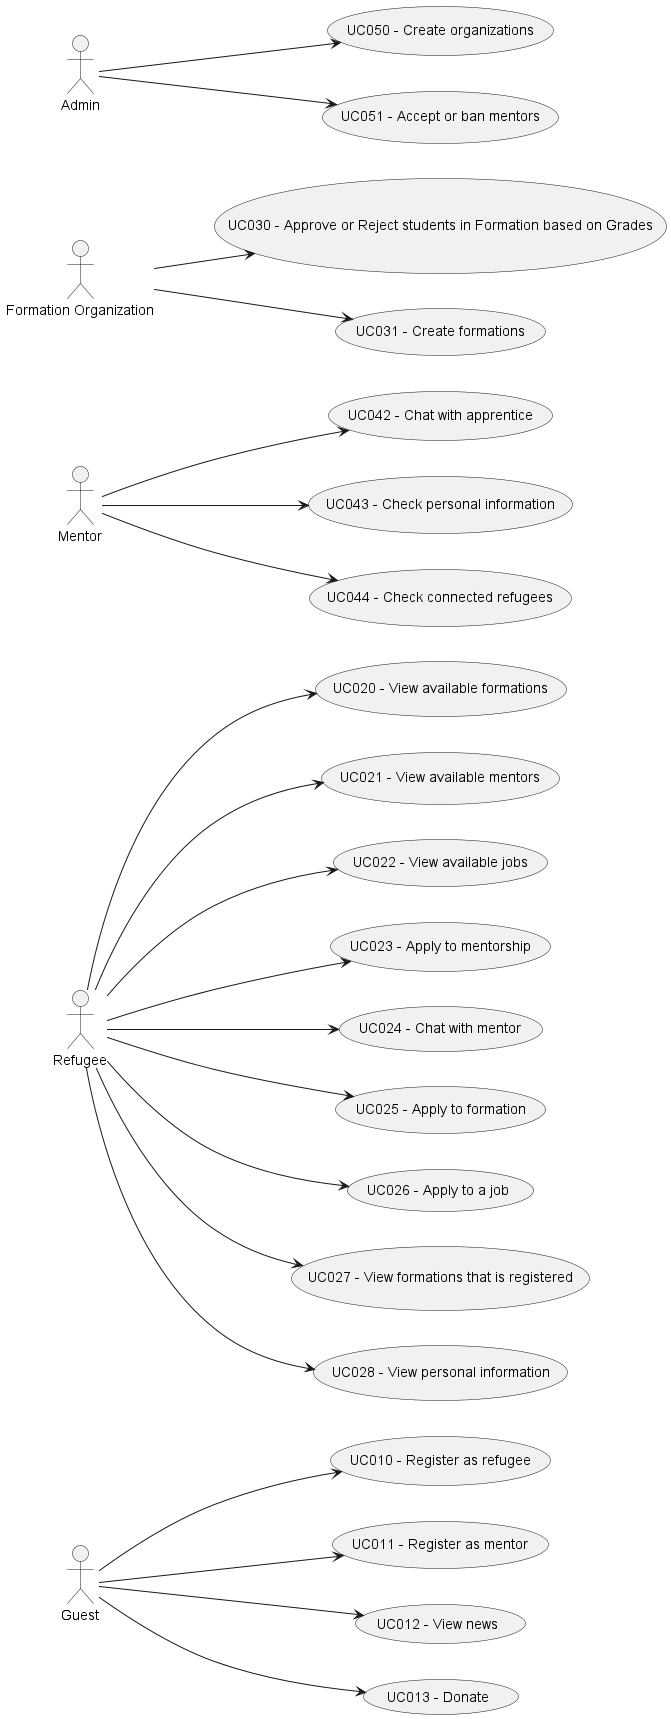 UC050 - Create organizations
Admin
UC051 - Accept or ban mentors
UC030 - Approve or Reject students in Formation based on Grades
Formation Organization
UC031 - Create formations
UC042 - Chat with apprentice
UC043 - Check personal information
Mentor
UC044 - Check connected refugees
UC020 - View available formations
UC021 - View available mentors
UC022 - View available jobs
UC023 - Apply to mentorship
UC024 - Chat with mentor
Refugee
UC025 - Apply to formation
UC026 - Apply to a job
UC027 - View formations that is registered
UC028 - View personal information
UC010 - Register as refugee
UC011 - Register as mentor
Guest
UC012 - View news
UC013 - Donate